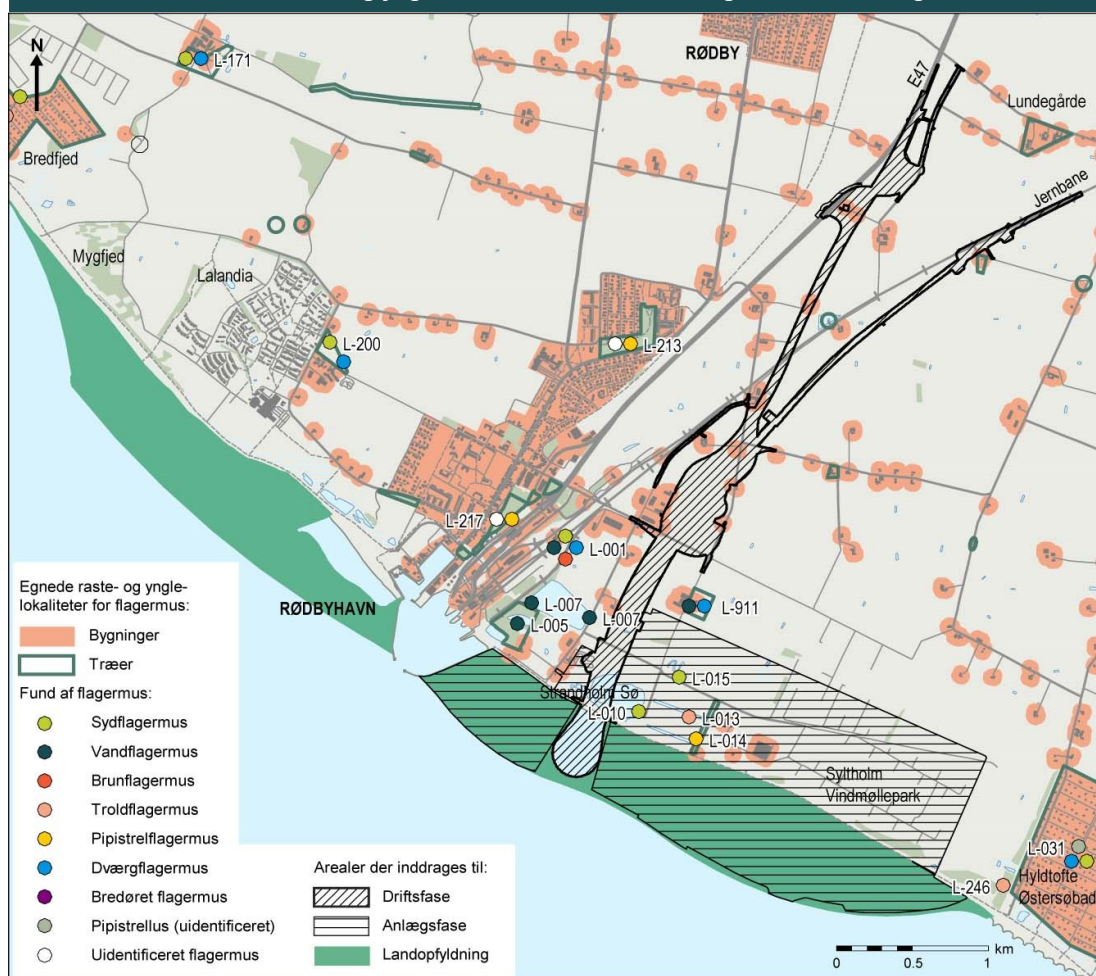 N
L-171
RØDBY
E47
Lundegårde
Bredfjed
Jernbane
Mygfjed
Lalandia
L-200
L-213
L-217
L-001
RØDBYHAVN
L-007
L-007
L-005
L-911
L-015
Strandholm Sø
L-010
L-013
L-014
Syltholm
Vindmøllepark
L-031
L-246
Hyldtofte
Østersøbad
Egnede raste- og yngle-
lokaliteter for flagermus:
Bygninger
Træer
Fund af flagermus:
Sydflagermus
Vandflagermus
Brunflagermus
Troldflagermus
Pipistrelflagermus
Dværgflagermus
Bredøret flagermus
Pipistrellus (uidentificeret)
Uidentificeret flagermus
Arealer der inddrages til:
Driftsfase
Anlægsfase
Landopfyldning
km
0 0.5 1